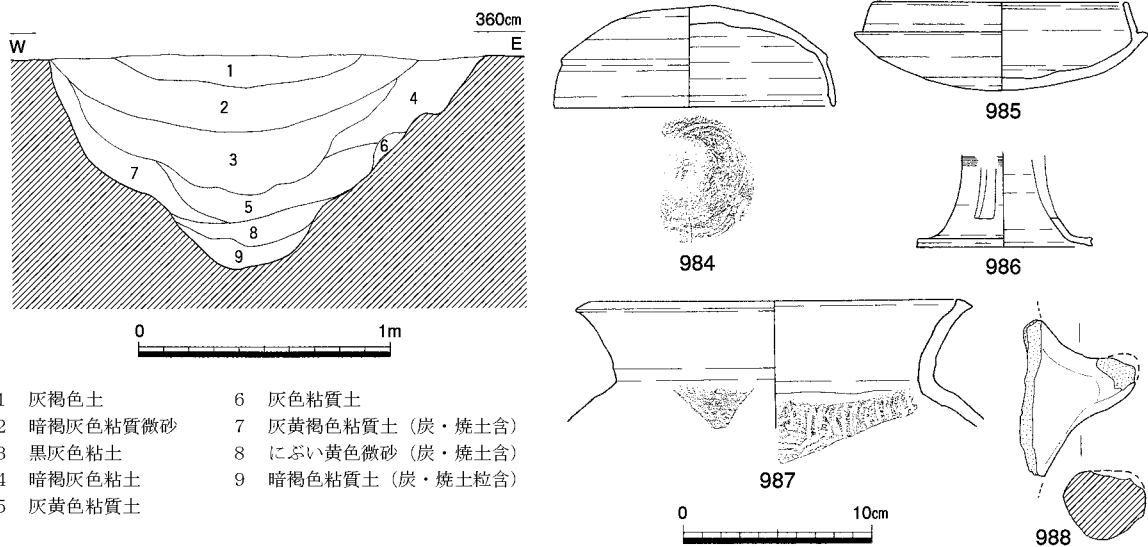 360cm
W
E
1
2
3
4
5
6
7
8
9
0
1m
1 灰褐色土
2 暗褐灰色粘質微砂
3 黒灰色粘土
4 暗褐灰色粘土
5 灰黄色粘質土
6 灰色粘質土
7 灰黄褐色粘質土（炭・焼土含）
8 にぶい黄色微砂（炭・焼土含）
9 暗褐色粘質土（炭・焼土粒含）
984
985
986
987
988
0
10cm